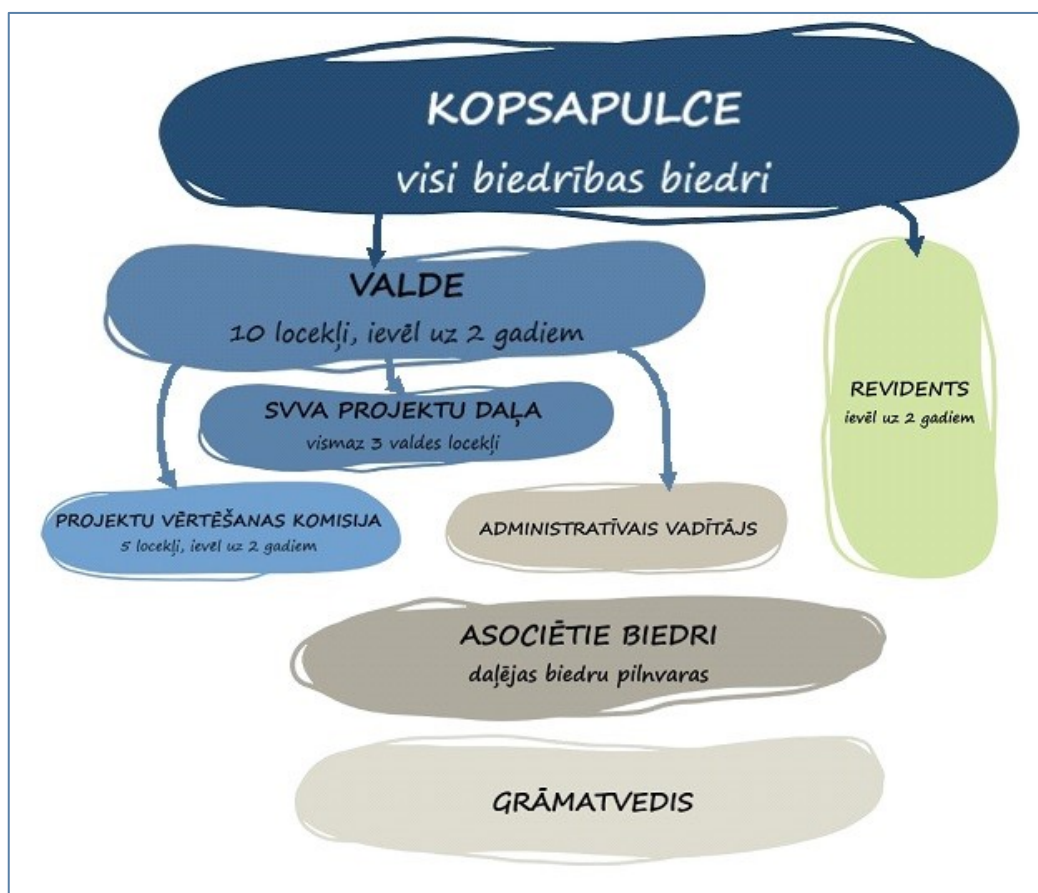 KOPSAPULCE
visi biedrības biedri
VALDE
10 locekļi, ievēl uz 2 gadiem
SVVA PROJEKTU DAĻA
vismaz 3 valdes locekļi
REVIDENTS
ievēl uz 2 gadiem
PROJEKTU VĒRTĒŠANAS KOMISIJA
5 locekļi, ievēl uz 2 gadiem
ADMINISTRATĪVAIS VADĪTĀJS
ASOCIĒTIE BIEDRI
daļējas biedru pilnvaras
GRĀMATVEDIS